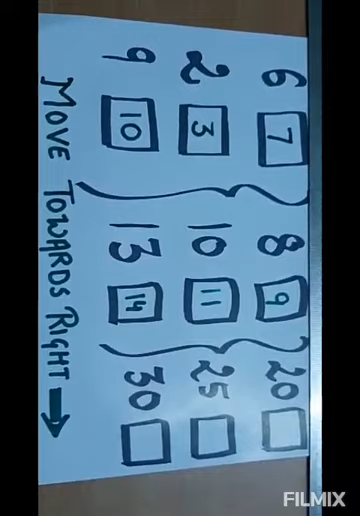 6 7 8 9 20
2 3 10 11 25
9 10 13 14 30
MOVE TOWARDS RIGHT →
FILMIX